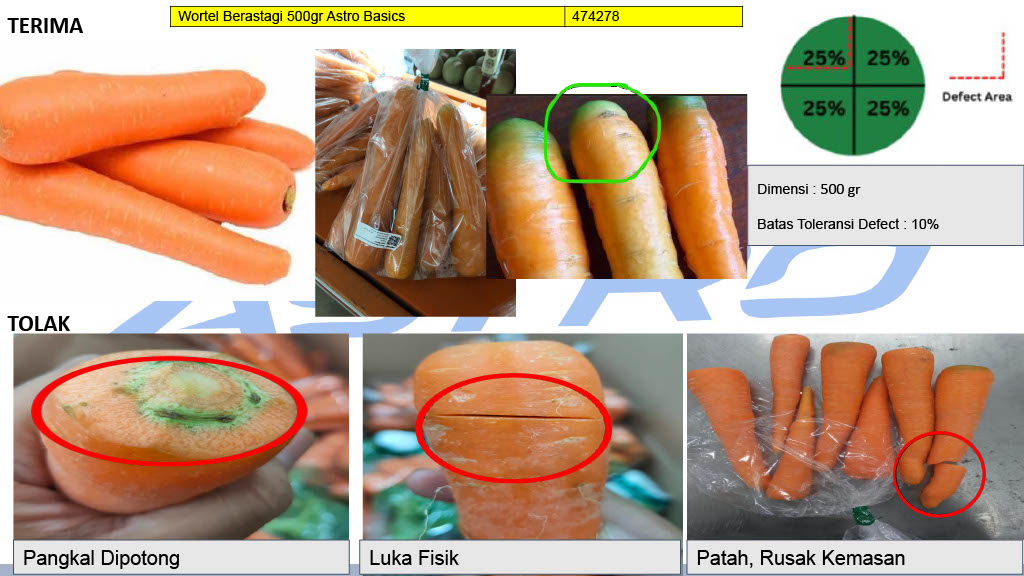 TERIMA
Wortel Berastagi 500gr Astro Basics 474278
25% 25%
25% 25%
Defect Area
Dimensi : 500 gr
Batas Toleransi Defect : 10%
ASTRO
TOLAK
Pangkal Dipotong
Luka Fisik
Patah, Rusak Kemasan